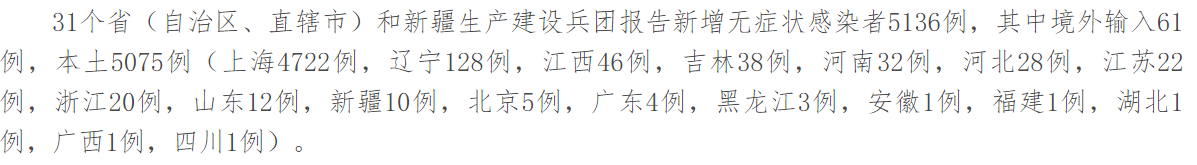 31个省（自治区、直辖市）和新疆生产建设兵团报告新增无症状感染者5136例，其中境外输入61
例，本土5075例（上海4722例，辽宁128例，江西46例，吉林38例，河南32例，河北28例，江苏22
例，浙江20例，山东12例，新疆10例，北京5例，广东4例，黑龙江3例，安徽1例，福建1例，湖北1
例，广西1例，四川1例）。